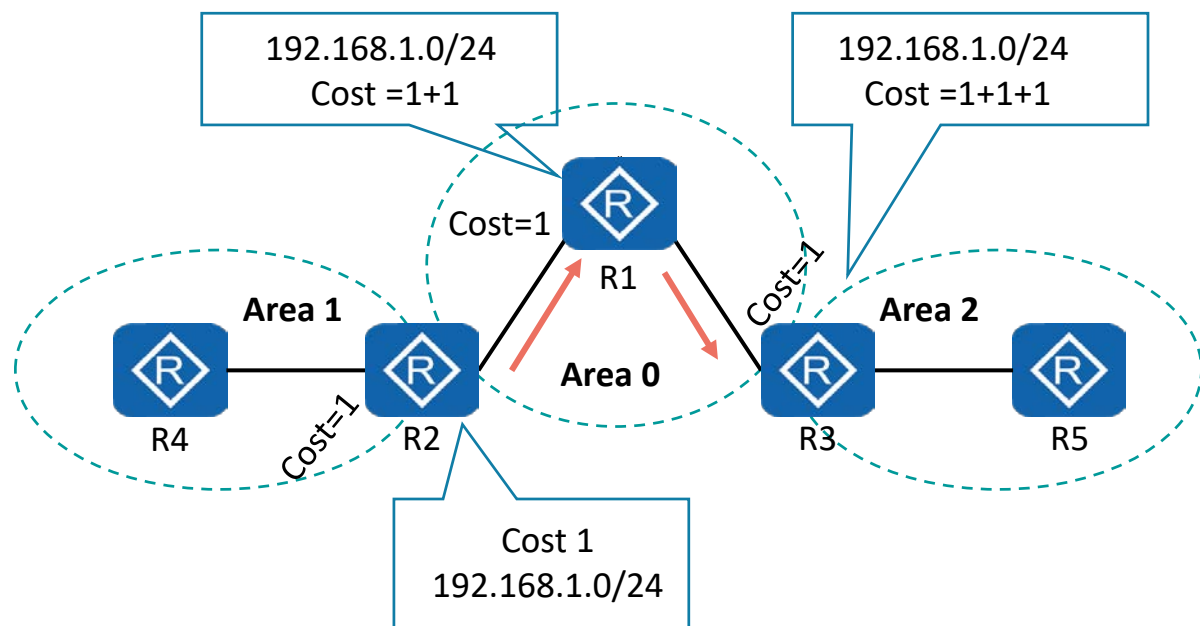 192.168.1.0/24
Cost =1+1
192.168.1.0/24
Cost =1+1+1
R
Cost=1
R1
Cost=1
Area 1
Area 2
R
R
Area 0
R
R
R4
Cost=1
R2
R3
R5
Cost 1
192.168.1.0/24